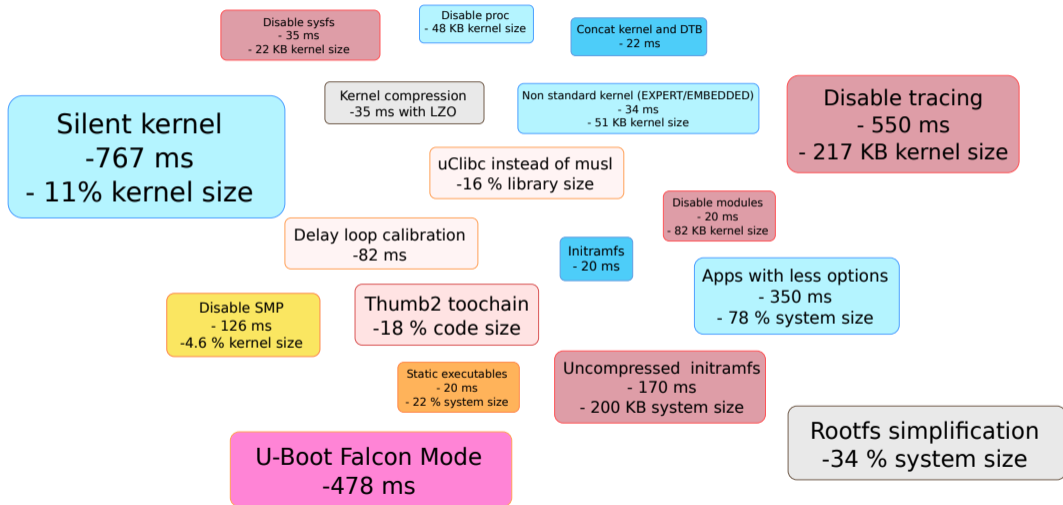 Disable sysfs
- 35 ms
- 22 KB kernel size
Disable proc
- 48 KB kernel size
Concat kernel and DTB
- 22 ms
Kernel compression
-35 ms with LZO
Non standard kernel (EXPERT/EMBEDDED)
- 34 ms
- 51 KB kernel size
Disable tracing
- 550 ms
- 217 KB kernel size
Silent kernel
-767 ms
- 11% kernel size
uClibc instead of musl
-16 % library size
Disable modules
- 20 ms
- 82 KB kernel size
Delay loop calibration
-82 ms
Initramfs
- 20 ms
Apps with less options
- 350 ms
- 78 % system size
Disable SMP
- 126 ms
-4.6 % kernel size
Thumb2 toochain
-18 % code size
Static executables
- 20 ms
- 22 % system size
Uncompressed  initramfs
- 170 ms
- 200 KB system size
Rootfs simplification
-34 % system size
U-Boot Falcon Mode
-478 ms